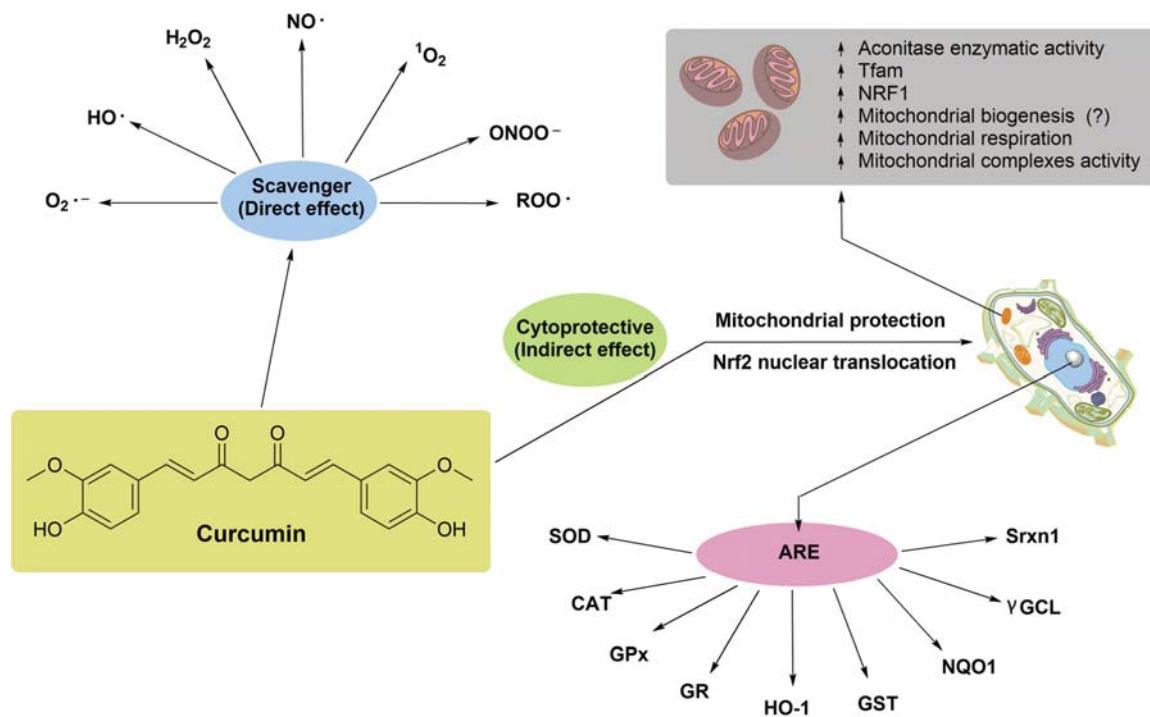 NO·
H₂O₂
¹O₂
HO·
ONOO⁻
O₂·⁻
ROO·
Scavenger
(Direct effect)
Aconitase enzymatic activity
Tfam
NRF1
Mitochondrial biogenesis (?)
Mitochondrial respiration
Mitochondrial complexes activity
Cytoprotective
(Indirect effect)
Mitochondrial protection
Nrf2 nuclear translocation
O O
O O
HO OH
Curcumin
ARE
SOD
CAT
GPx
GR
HO-1
GST
NQO1
γGCL
Srxn1